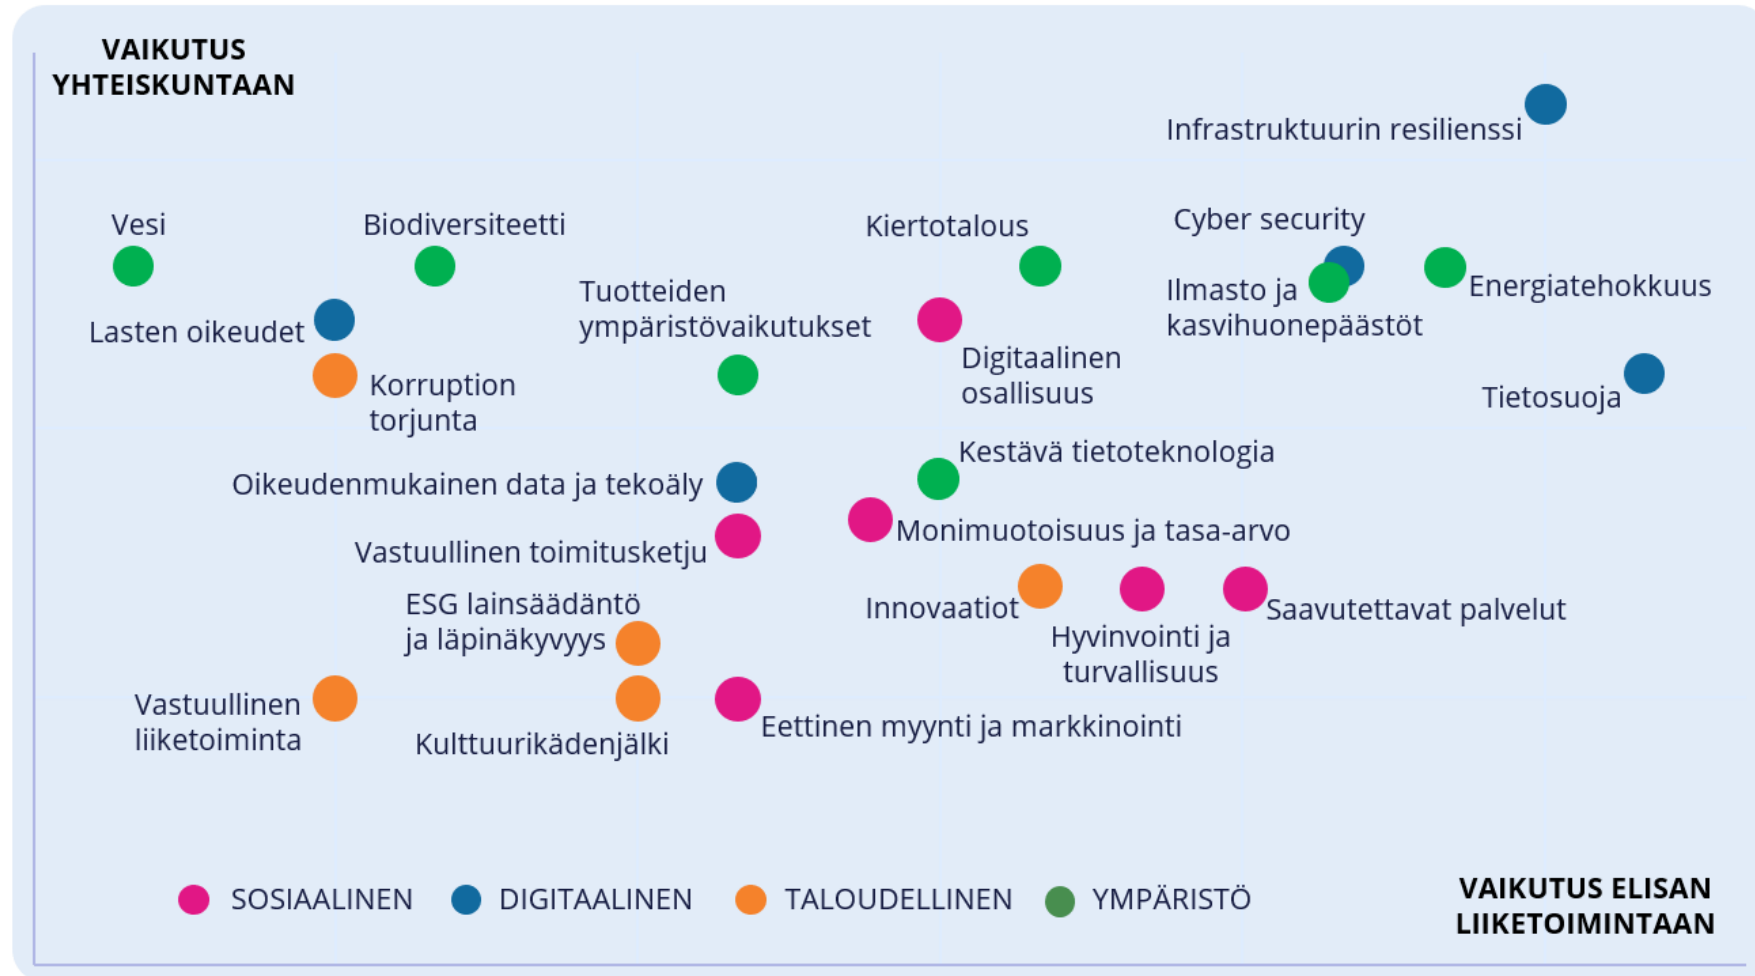 VAIKUTUS
YHTEISKUNTAAN
Infrastruktuurin resilienssi
Vesi
Biodiversiteetti
Kiertotalous
Cyber security
Tuotteiden
ympäristövaikutukset
Ilmasto ja
kasvihuonepäästöt
Energiatehokkuus
Lasten oikeudet
Korruption
torjunta
Digitaalinen
osallisuus
Tietosuoja
Kestävä tietoteknologia
Oikeudenmukainen data ja tekoäly
Monimuotoisuus ja tasa-arvo
Vastuullinen toimitusketju
ESG lainsäädäntö
ja läpinäkyvyys
Innovaatiot
Hyvinvointi ja
turvallisuus
Saavutettavat palvelut
Vastuullinen
liiketoiminta
Kulttuurikädenjälki
Eettinen myynti ja markkinointi
SOSIAALINEN
DIGITAALINEN
TALOUDELLINEN
YMPÄRISTÖ
VAIKUTUS ELISAN
LIIKETOIMINTAAN